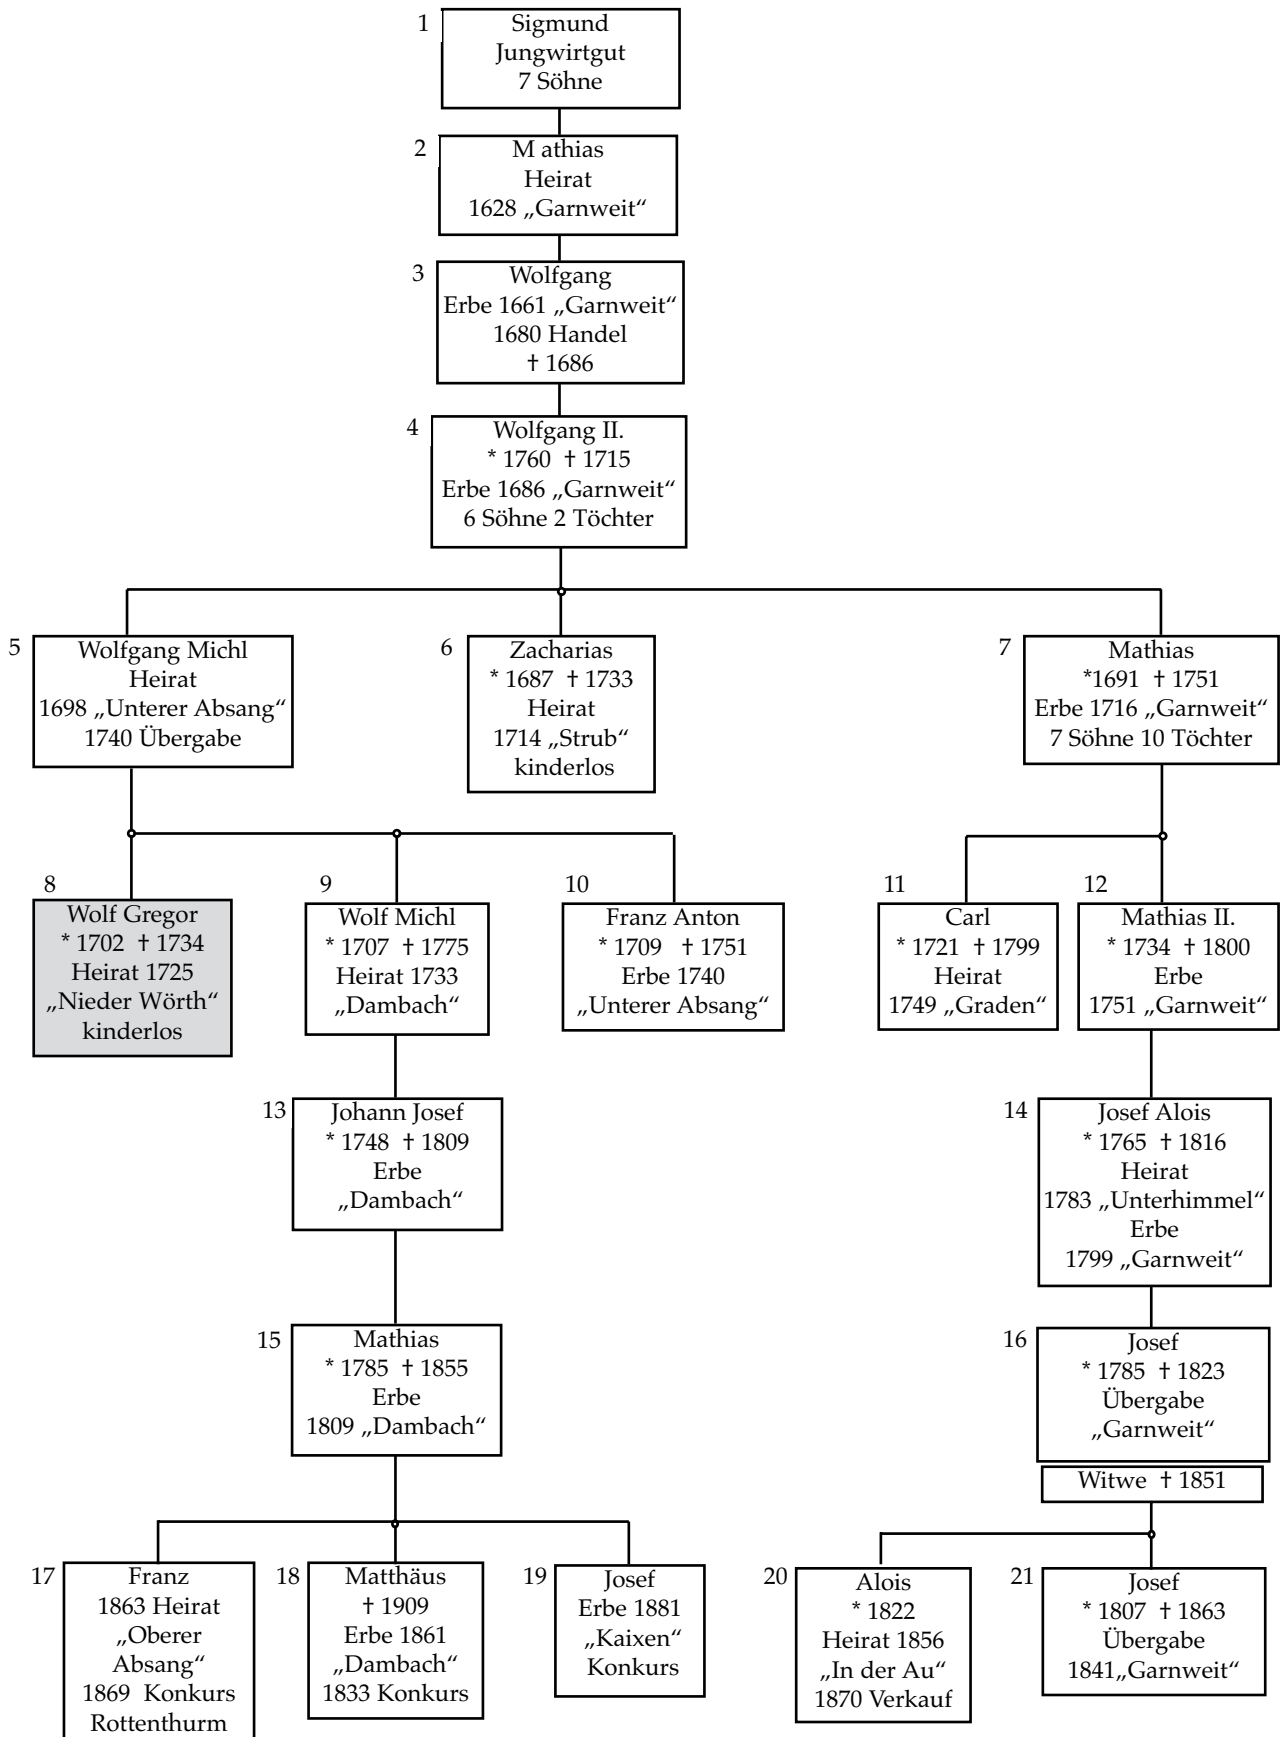 1
Sigmund
Jungwirtgut
7 Söhne
2
M athias
Heirat
1628 „Garnweit“
3
Wolfgang
Erbe 1661 „Garnweit“
1680 Handel
† 1686
4
Wolfgang II.
* 1760 † 1715
Erbe 1686 „Garnweit“
6 Söhne 2 Töchter
5
Wolfgang Michl
Heirat
1698 „Unterer Absang“
1740 Übergabe
6
Zacharias
* 1687 † 1733
Heirat
1714 „Strub“
kinderlos
7
Mathias
*1691 † 1751
Erbe 1716 „Garnweit“
7 Söhne 10 Töchter
8
Wolf Gregor
* 1702 † 1734
Heirat 1725
„Nieder Wörth“
kinderlos
9
Wolf Michl
* 1707 † 1775
Heirat 1733
„Dambach“
10
Franz Anton
* 1709 † 1751
Erbe 1740
„Unterer Absang“
11
Carl
* 1721 † 1799
Heirat
1749 „Graden“
12
Mathias II.
* 1734 † 1800
Erbe
1751 „Garnweit“
13
Johann Josef
* 1748 † 1809
Erbe
„Dambach“
14
Josef Alois
* 1765 † 1816
Heirat
1783 „Unterhimmel“
Erbe
1799 „Garnweit“
15
Mathias
* 1785 † 1855
Erbe
1809 „Dambach“
16
Josef
* 1785 † 1823
Übergabe
„Garnweit“
Witwe † 1851
17
Franz
1863 Heirat
„Oberer
Absang“
1869 Konkurs
Rottenthurm
18
Matthäus
† 1909
Erbe 1861
„Dambach“
1833 Konkurs
19
Josef
Erbe 1881
„Kaixen“
Konkurs
20
Alois
* 1822
Heirat 1856
„In der Au“
1870 Verkauf
21
Josef
* 1807 † 1863
Übergabe
1841„Garnweit“